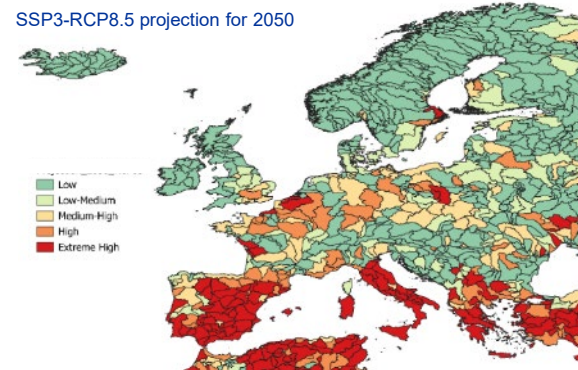 SSP3-RCP8.5 projection for 2050
Low
Low-Medium
Medium-High
High
Extreme High